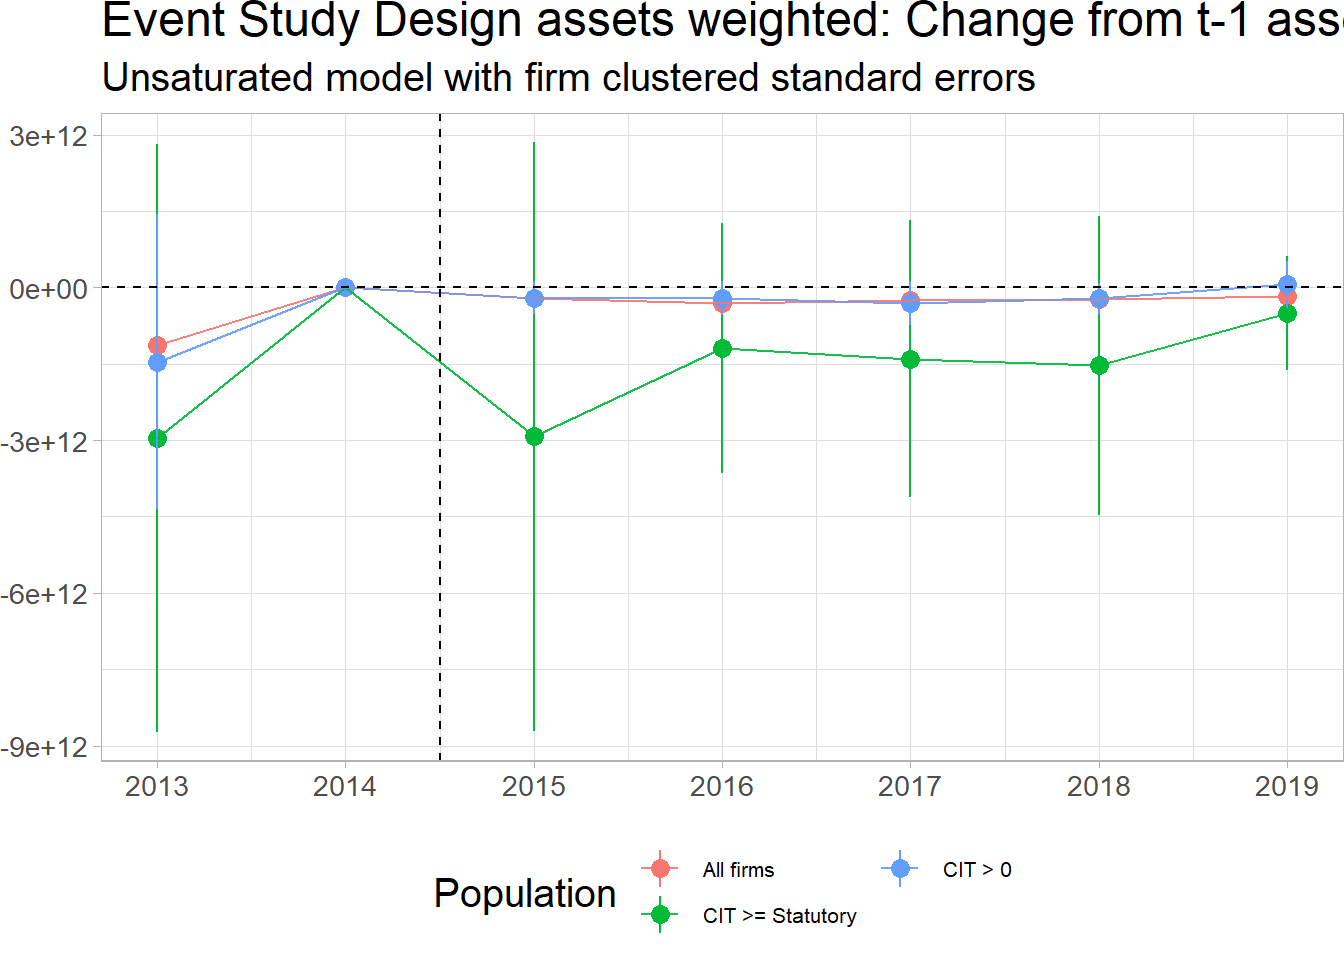 Event Study Design assets weighted: Change from t-1
Unsaturated model with firm clustered standard errors
3e+12
0e+00
-3e+12
-6e+12
-9e+12
2013 2014 2015 2016 2017 2018 2019
Population
All firms
CIT > 0
CIT >= Statutory